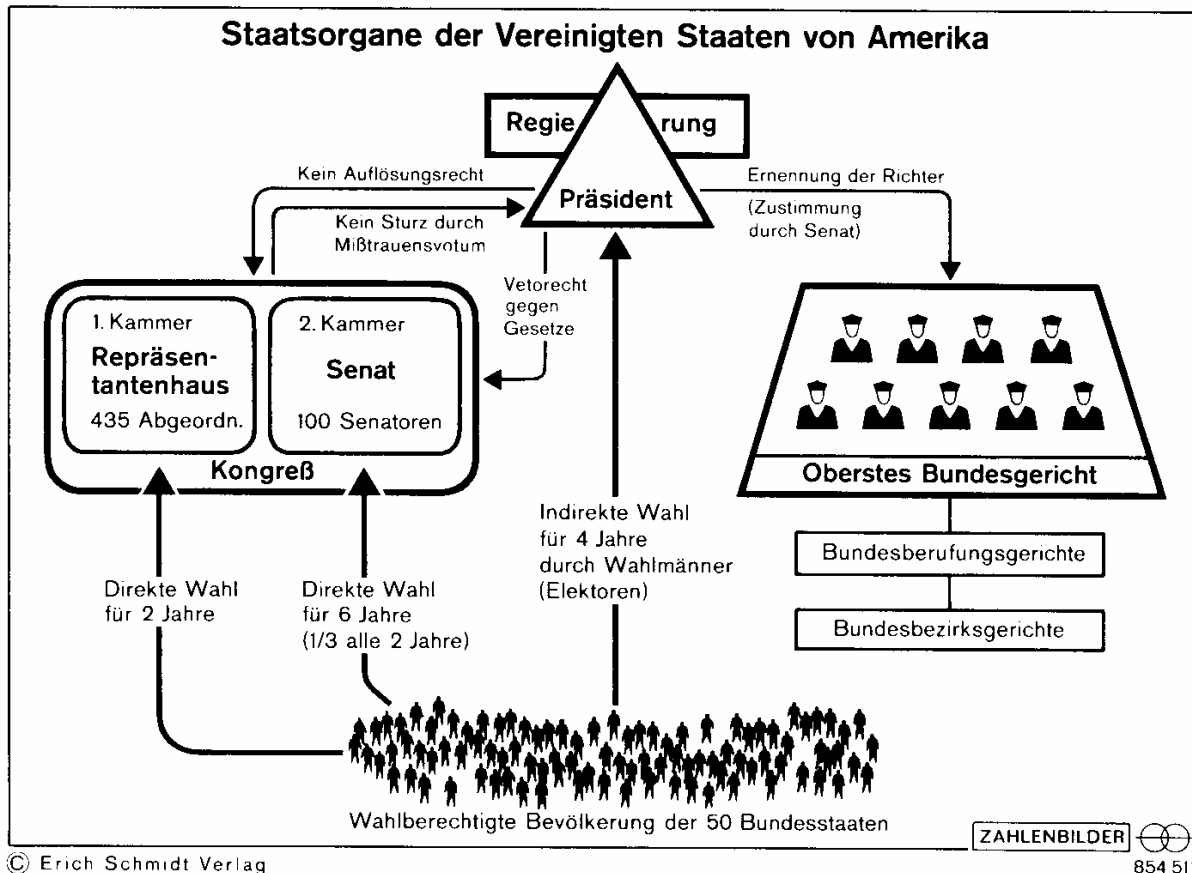 Staatsorgane der Vereinigten Staaten von Amerika
Regie rung
Präsident
Kein Auflösungsrecht
Kein Sturz durch
Mißtrauensvotum
Ernennung der Richter
(Zustimmung
durch Senat)
Vetorecht
gegen
Gesetze
1. Kammer
Repräsen-
tantenhaus
435 Abgeordn.
2. Kammer
Senat
100 Senatoren
Kongreß
Oberstes Bundesgericht
Bundesberufungsgerichte
Bundesbezirksgerichte
Direkte Wahl
für 2 Jahre
Direkte Wahl
für 6 Jahre
(1/3 alle 2 Jahre)
Indirekte Wahl
für 4 Jahre
durch Wahlmänner
(Elektoren)
Wahlberechtigte Bevölkerung der 50 Bundesstaaten
ZAHLENBILDER
© Erich Schmidt Verlag
854 51